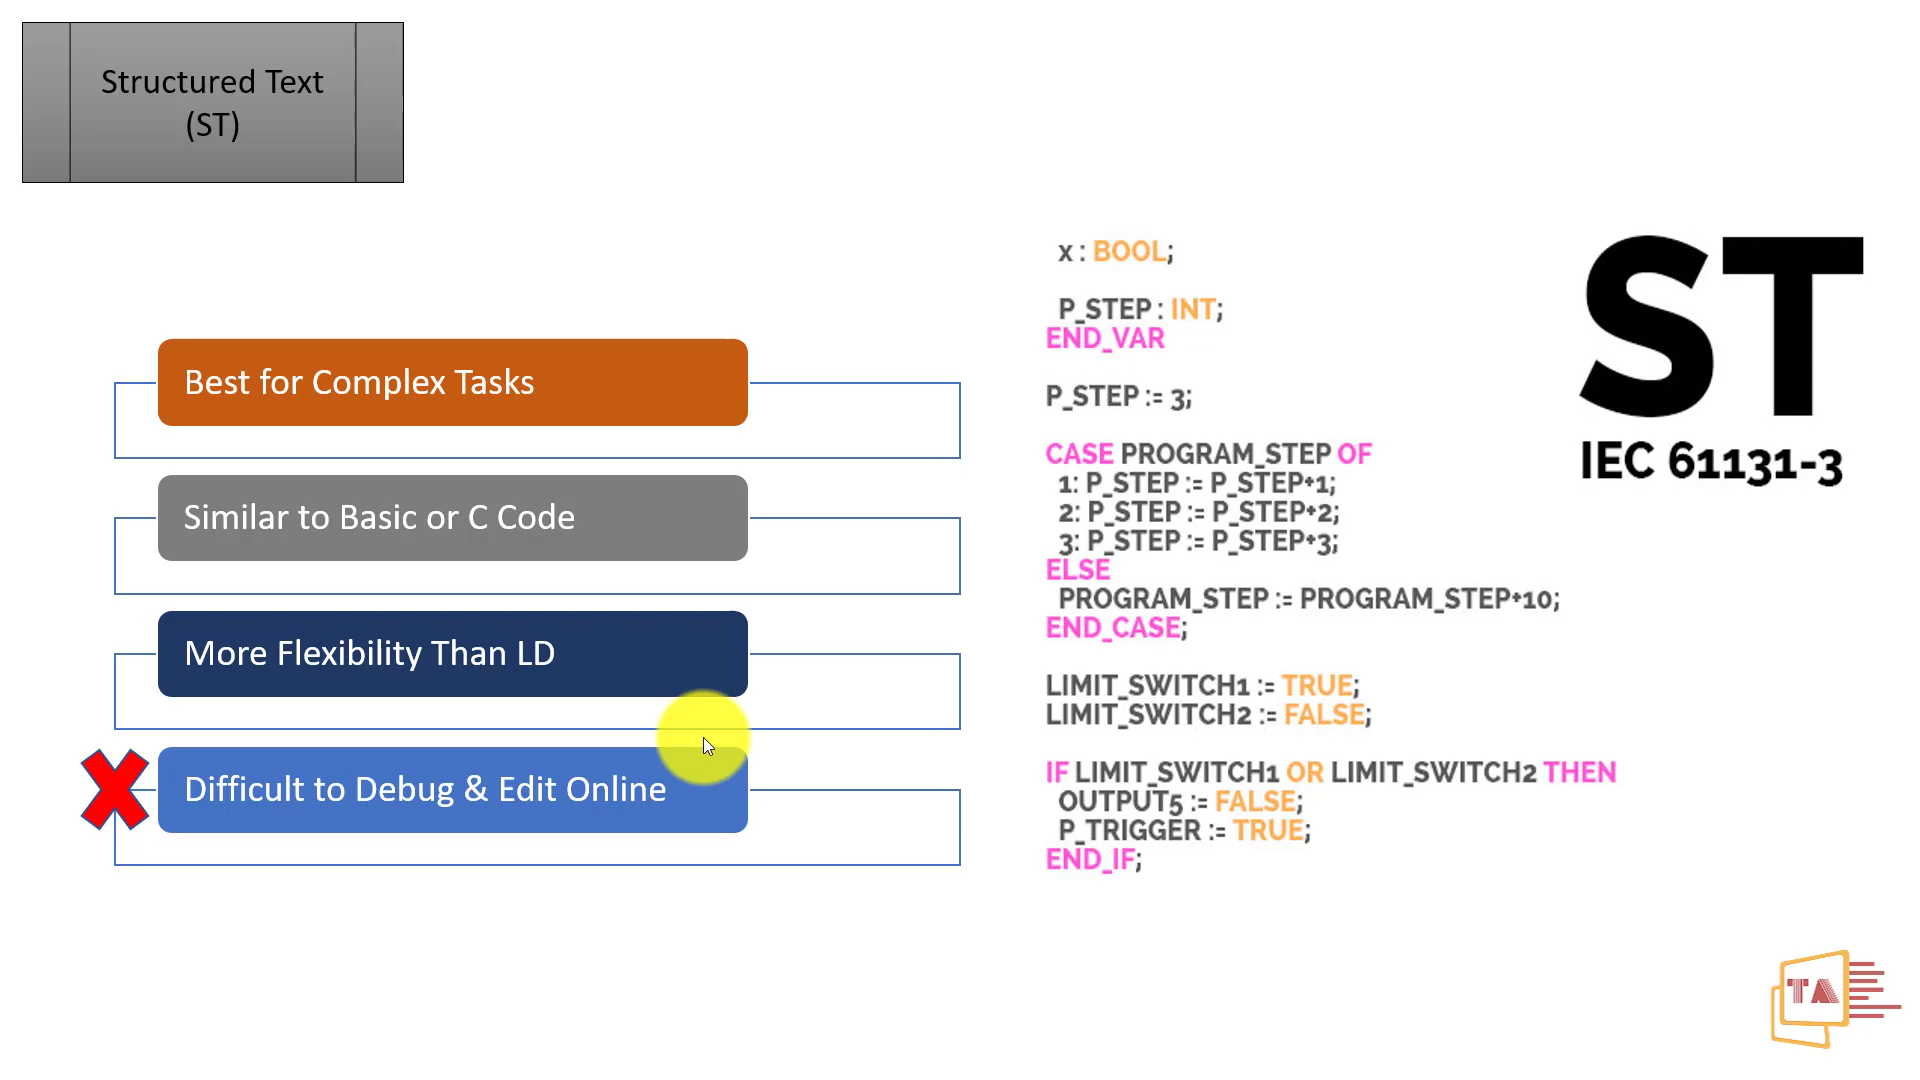 Structured Text
(ST)
Best for Complex Tasks
Similar to Basic or C Code
More Flexibility Than LD
Difficult to Debug & Edit Online
x : BOOL;
P_STEP : INT;
END_VAR
P_STEP := 3;
CASE PROGRAM_STEP OF
1: P_STEP := P_STEP+1;
2: P_STEP := P_STEP+2;
3: P_STEP := P_STEP+3;
ELSE
PROGRAM_STEP := PROGRAM_STEP+10;
END_CASE;
LIMIT_SWITCH1 := TRUE;
LIMIT_SWITCH2 := FALSE;
IF LIMIT_SWITCH1 OR LIMIT_SWITCH2 THEN
OUTPUT5 := FALSE;
P_TRIGGER := TRUE;
END_IF;
ST
IEC 61131-3
TA